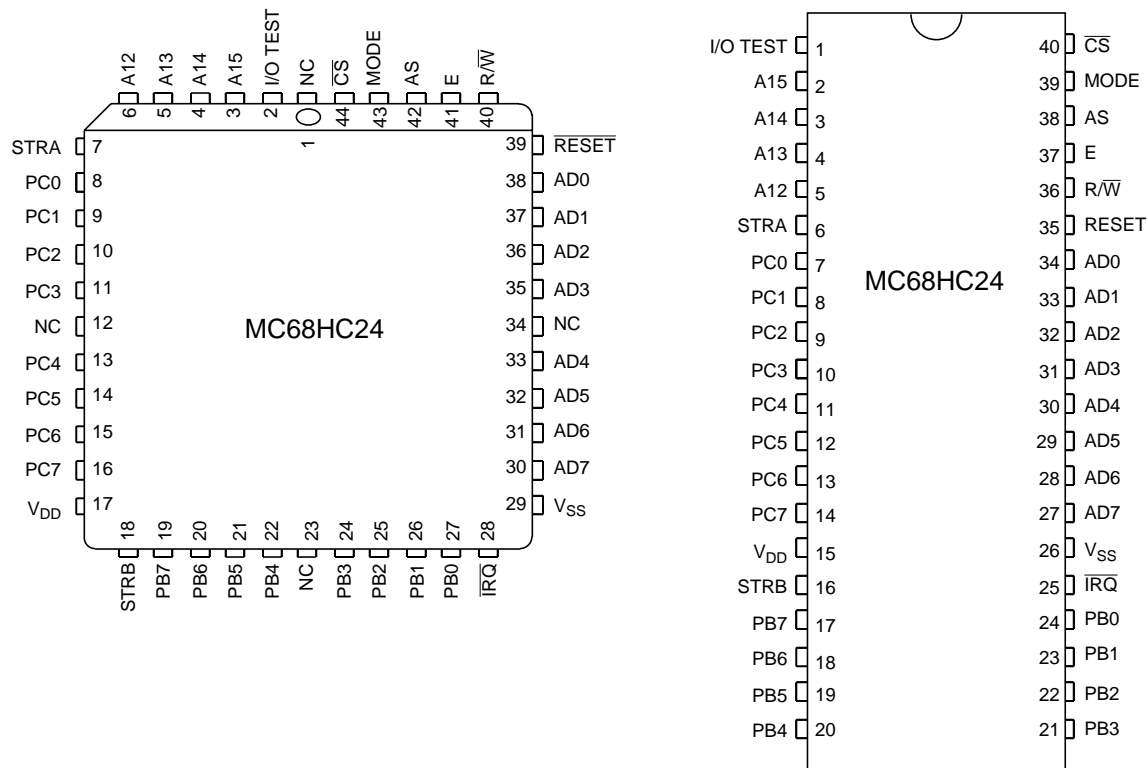 A12
A13
A14
A15
I/O TEST
NC
C̅S̅
MODE
AS
E
R/W̅
6
5
4
3
2
1
44
43
42
41
40
STRA 7
PC0 8
PC1 9
PC2 10
PC3 11
NC 12
PC4 13
PC5 14
PC6 15
PC7 16
VDD 17
MC68HC24
39 R̅E̅S̅E̅T̅
38 AD0
37 AD1
36 AD2
35 AD3
34 NC
33 AD4
32 AD5
31 AD6
30 AD7
29 VSS
18
19
20
21
22
23
24
25
26
27
28
STRB
PB7
PB6
PB5
PB4
NC
PB3
PB2
PB1
PB0
I̅R̅Q̅
I/O TEST 1
A15 2
A14 3
A13 4
A12 5
STRA 6
PC0 7
PC1 8
PC2 9
PC3 10
PC4 11
PC5 12
PC6 13
PC7 14
VDD 15
STRB 16
PB7 17
PB6 18
PB5 19
PB4 20
MC68HC24
40 C̅S̅
39 MODE
38 AS
37 E
36 R/W̅
35 RESET
34 AD0
33 AD1
32 AD2
31 AD3
30 AD4
29 AD5
28 AD6
27 AD7
26 VSS
25 I̅R̅Q̅
24 PB0
23 PB1
22 PB2
21 PB3